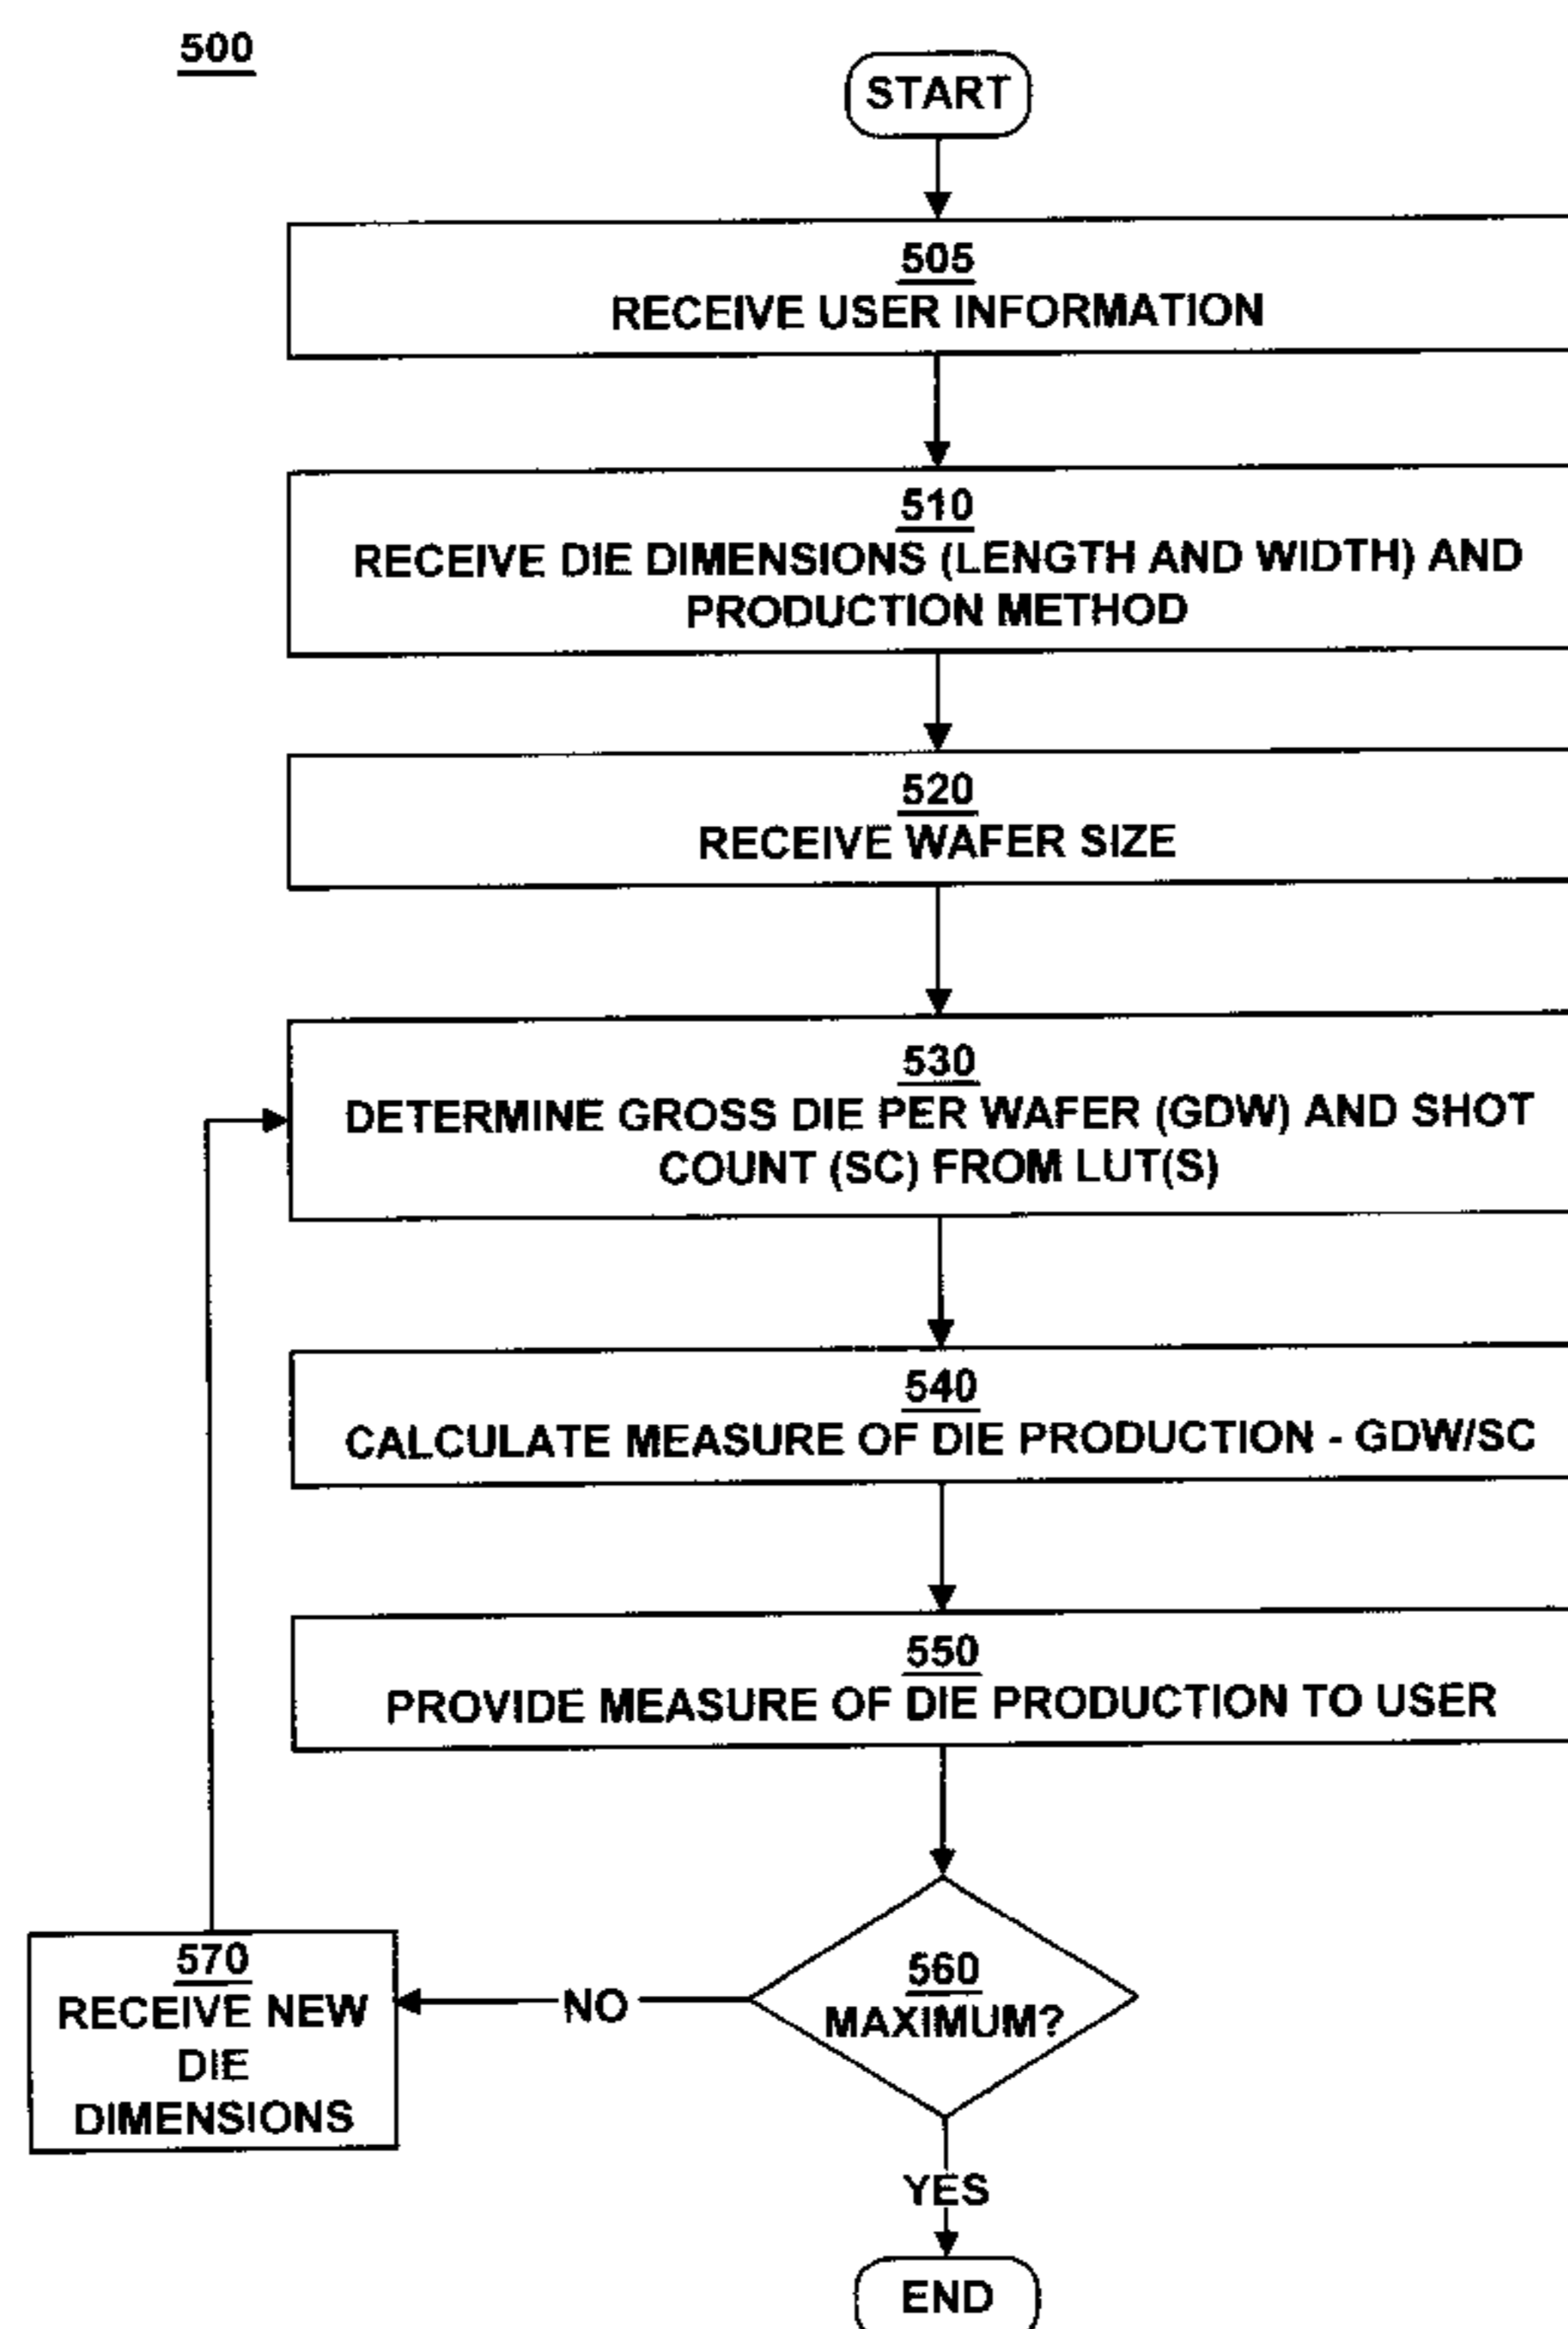 500
START
505
RECEIVE USER INFORMATION
510
RECEIVE DIE DIMENSIONS (LENGTH AND WIDTH) AND
PRODUCTION METHOD
520
RECEIVE WAFER SIZE
530
DETERMINE GROSS DIE PER WAFER (GDW) AND SHOT
COUNT (SC) FROM LUT(S)
540
CALCULATE MEASURE OF DIE PRODUCTION - GDW/SC
550
PROVIDE MEASURE OF DIE PRODUCTION TO USER
560
MAXIMUM?
NO
570
RECEIVE NEW
DIE
DIMENSIONS
YES
END